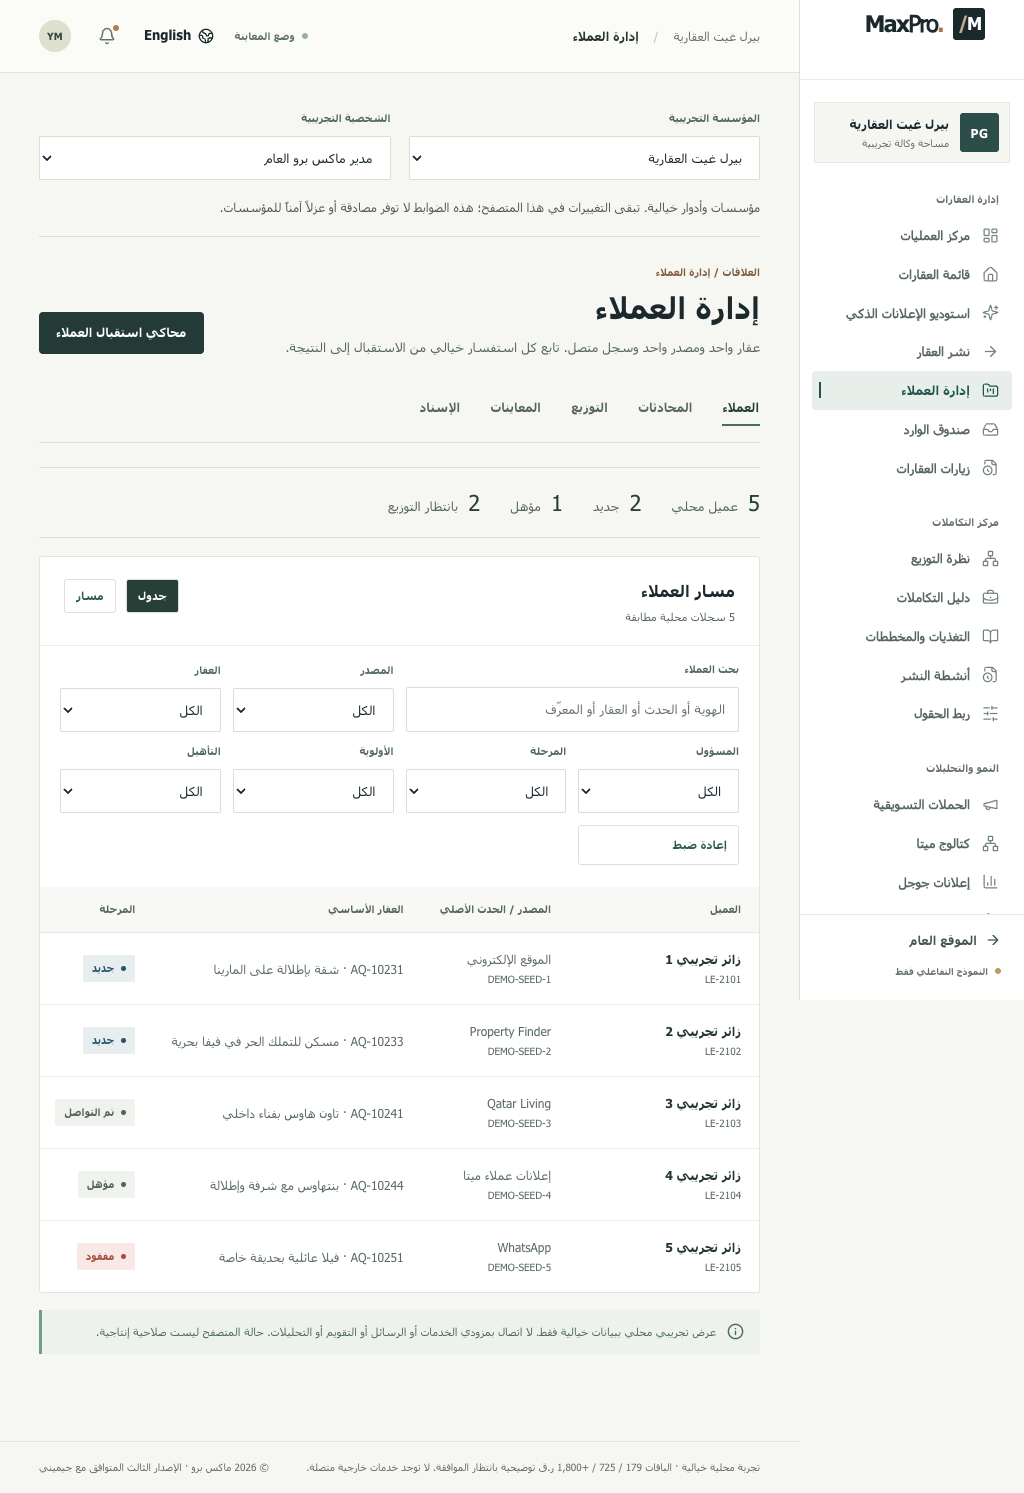 MaxPro. /M
بيرل غيت العقارية / إدارة العملاء
وضع المعاينة
English
YM
PG
بيرل غيت العقارية
مساحة وكالة تجريبية
إدارة العقارات
مركز العمليات
قائمة العقارات
استوديو الإعلانات الذكي
نشر العقار
إدارة العملاء
صندوق الوارد
زيارات العقارات
مركز التكاملات
نظرة التوزيع
دليل التكاملات
التغذيات والمخططات
أنشطة النشر
ربط الحقول
النمو والتحليلات
الحملات التسويقية
كتالوج ميتا
إعلانات جوجل
الموقع العام
النموذج التفاعلي فقط
المؤسسة التجريبية
بيرل غيت العقارية
الشخصية التجريبية
مدير ماكس برو العام
مؤسسات وأدوار خيالية. تبقى التغييرات في هذا المتصفح؛ هذه الضوابط لا توفر مصادقة أو عزلاً آمناً للمؤسسات.
العلاقات / إدارة العملاء
إدارة العملاء
عقار واحد ومصدر واحد وسجل متصل. تابع كل استفسار خيالي من الاستقبال إلى النتيجة.
محاكي استقبال العملاء
العملاء
المحادثات
التوزيع
المعاينات
الإسناد
5 عميل محلي
2 جديد
1 مؤهل
2 بانتظار التوزيع
مسار العملاء
5 سجلات محلية مطابقة
جدول
مسار
بحث العملاء
المصدر
العقار
الهوية أو الحدث أو العقار أو المعرّف
الكل
الكل
المسؤول
المرحلة
الأولوية
التأهيل
الكل
الكل
الكل
الكل
إعادة ضبط
العميل
المصدر / الحدث الأصلي
العقار الأساسي
المرحلة
زائر تجريبي 1
LE-2101
الموقع الإلكتروني
DEMO-SEED-1
AQ-10231 · شقة بإطلالة على المارينا
جديد
زائر تجريبي 2
LE-2102
Property Finder
DEMO-SEED-2
AQ-10233 · مسكن للتملك الحر في فيفا بحرية
جديد
زائر تجريبي 3
LE-2103
Qatar Living
DEMO-SEED-3
AQ-10241 · تاون هاوس بفناء داخلي
تم التواصل
زائر تجريبي 4
LE-2104
إعلانات عملاء ميتا
DEMO-SEED-4
AQ-10244 · بنتهاوس مع شرفة وإطلالة
مؤهل
زائر تجريبي 5
LE-2105
WhatsApp
DEMO-SEED-5
AQ-10251 · فيلا عائلية بحديقة خاصة
مفقود
عرض تجريبي محلي ببيانات خيالية فقط. لا اتصال بمزودي الخدمات أو الرسائل أو التقويم أو التحليلات. حالة المتصفح ليست صلاحية إنتاجية.
تجربة محلية خيالية · الباقات 179 / 725 / +1,800 ر.ق توضيحية بانتظار الموافقة. لا توجد خدمات خارجية متصلة.
© 2026 ماكس برو · الإصدار الثالث المتوافق مع جيميني